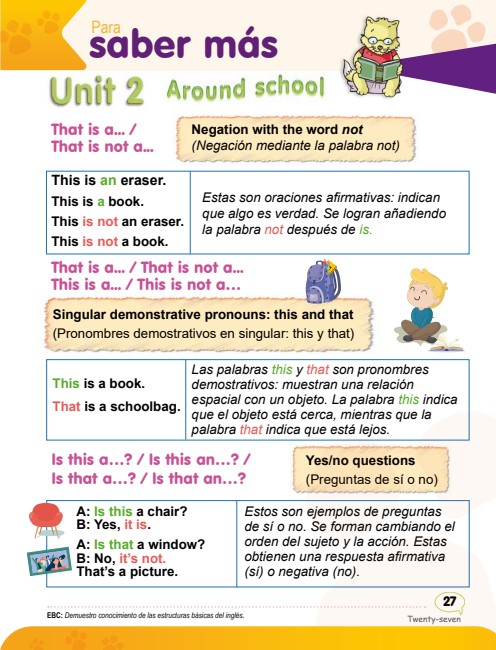 Para
saber más
Unit 2 Around school
That is a... /
That is not a...
Negation with the word not
(Negación mediante la palabra not)
This is an eraser.
This is a book.
This is not an eraser.
This is not a book.
Estas son oraciones afirmativas: indican
que algo es verdad. Se logran añadiendo
la palabra not después de is.
That is a... / That is not a...
This is a... / This is not a...
Singular demonstrative pronouns: this and that
(Pronombres demostrativos en singular: this y that)
This is a book.
That is a schoolbag.
Las palabras this y that son pronombres
demostrativos: muestran una relación
espacial con un objeto. La palabra this indica
que el objeto está cerca, mientras que la
palabra that indica que está lejos.
Is this a…? / Is this an…? /
Is that a…? / Is that an…?
Yes/no questions
(Preguntas de sí o no)
A: Is this a chair?
B: Yes, it is.
A: Is that a window?
B: No, it's not.
That's a picture.
Estos son ejemplos de preguntas
de sí o no. Se forman cambiando el
orden del sujeto y la acción. Estas
obtienen una respuesta afirmativa
(sí) o negativa (no).
27
Twenty-seven
EBC: Demuestro conocimiento de las estructuras básicas del inglés.